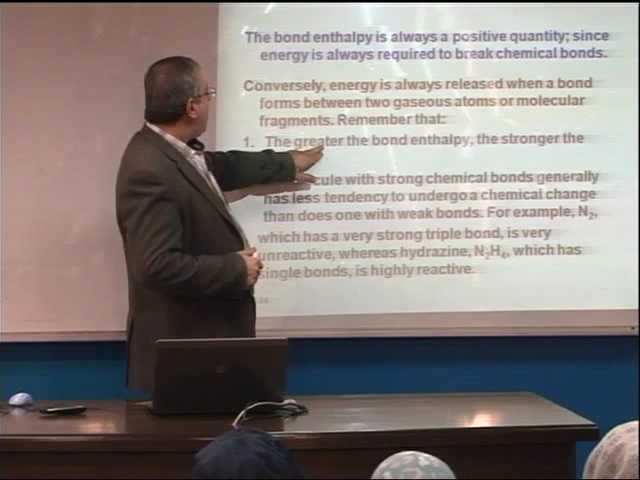 The bond enthalpy is always a positive quantity; since
energy is always required to break chemical bonds.
Conversely, energy is always released when a bond
forms between two gaseous atoms or molecular
fragments. Remember that:
1. The greater the bond enthalpy, the stronger the
cule with strong chemical bonds generally
has less tendency to undergo a chemical change
than does one with weak bonds. For example, N₂,
which has a very strong triple bond, is very
unreactive, whereas hydrazine, N₂H₄, which has
single bonds, is highly reactive.